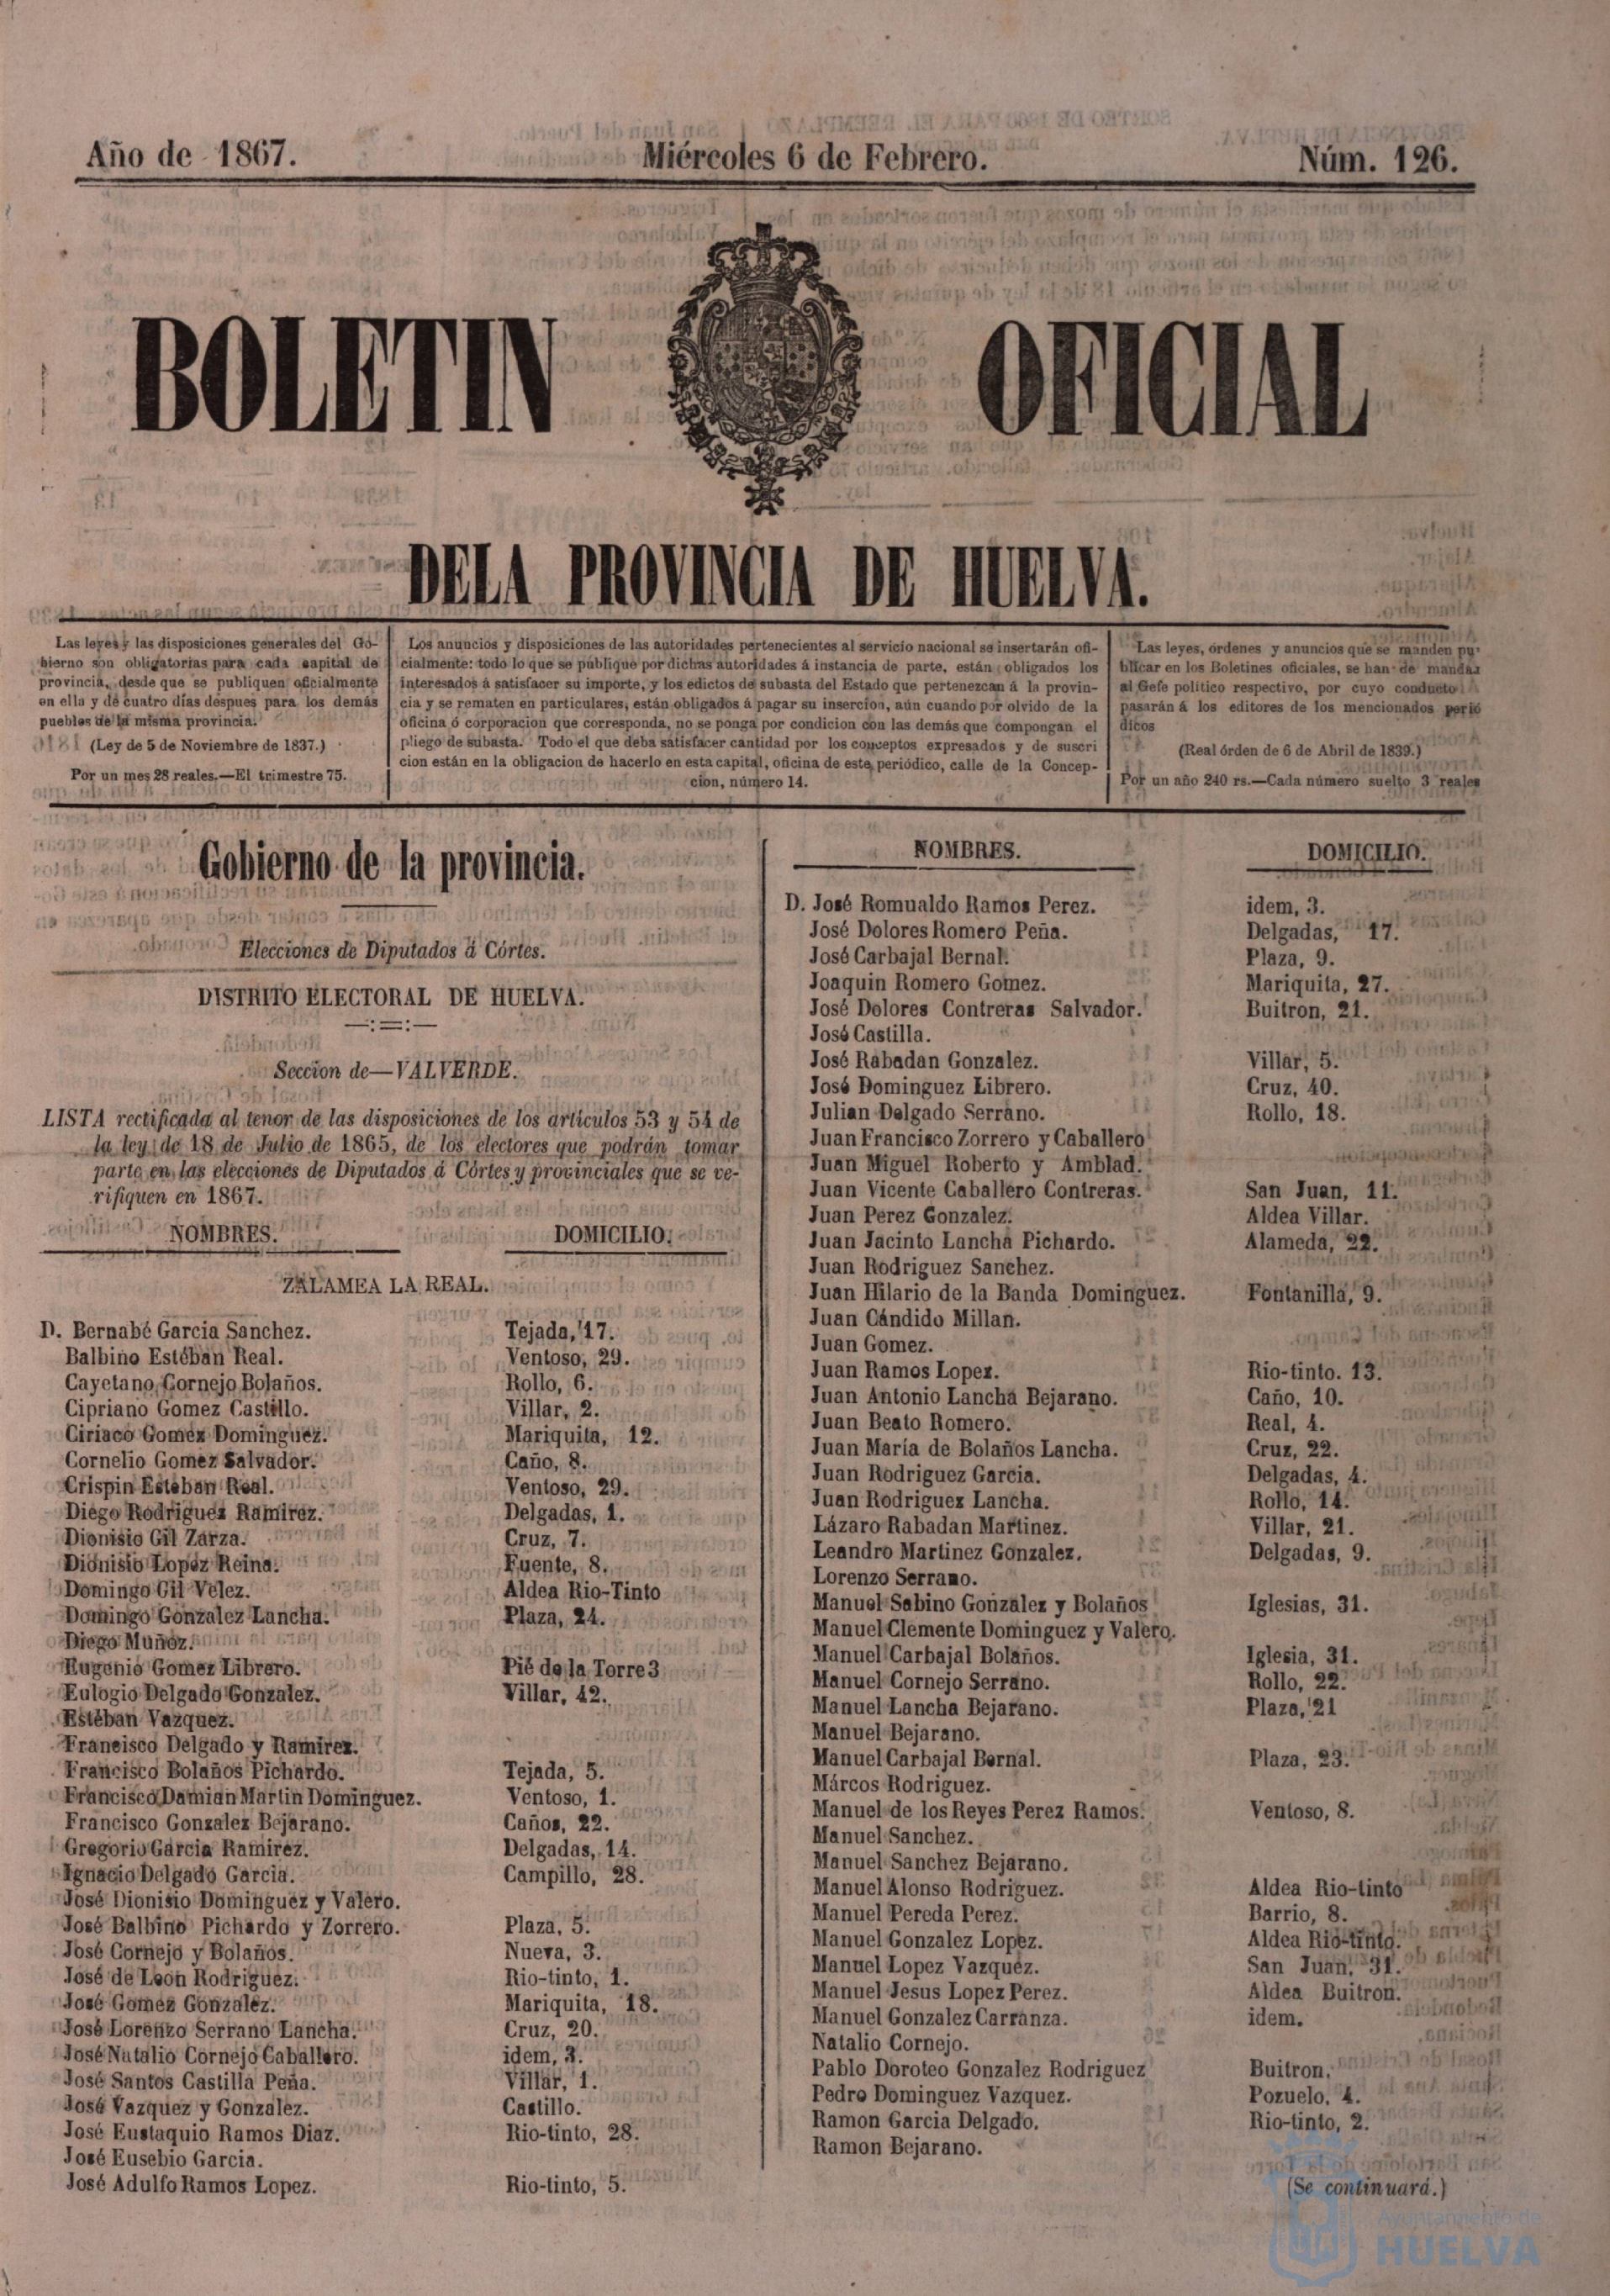 Año de 1867.
Miércoles 6 de Febrero.
Núm. 126.
BOLETIN OFICIAL
DE LA PROVINCIA DE HUELVA.
Las leyes y las disposiciones generales del Go-
bierno son obligatorias para cada capital de
provincia, desde que se publiquen oficialmente
en ella y dé cuatro días despues para los demás
pueblos de la misma provincia.
(Ley de 5 de Noviembre de 1837.)
Por un mes 28 reales.—El trimestre 75.
Los anuncios y disposiciones de las autoridades pertenecientes al servicio nacional se insertarán ofi-
cialmente: todo lo que se publique por dichas autoridades á instancia de parte, están obligados los
interesados á satisfacer su importe, y los edictos de subasta del Estado que pertenezcan á la provin-
cia y se rematen en particulares, están obligados á pagar su insercion, aún cuando por olvido de la
oficina ó corporacion que corresponda, no se ponga por condicion con las demás que compongan el
pliego de subasta. Todo el que deba satisfacer cantidad por los conceptos expresados y de suscri
cion están en la obligacion de hacerlo en esta capital, oficina de este periódico, calle de la Concep-
cion, número 14.
Las leyes, órdenes y anuncios que se manden pu-
blicar en los Boletines oficiales, se han de mandar
al Gefe político respectivo, por cuyo conducto
pasarán á los editores de los mencionados perió
dicos
(Real órden de 6 de Abril de 1839.)
Por un año 240 rs.—Cada número suelto 3 reales
Gobierno de la provincia.
Elecciones de Diputados á Córtes.
DISTRITO ELECTORAL DE HUELVA.
Seccion de—VALVERDE.
LISTA rectificada al tenor de las disposiciones de los artículos 53 y 54 de
la ley de 18 de Julio de 1865, de los electores que podrán tomar
parte en las elecciones de Diputados á Córtes y provinciales que se ve-
rifiquen en 1867.
NOMBRES. DOMICILIO.
ZALAMEA LA REAL.
D. Bernabé Garcia Sanchez. Tejada, 17.
Balbino Estéban Real. Ventoso, 29.
Cayetano Cornejo Bolaños. Rollo, 6.
Cipriano Gomez Castillo. Villar, 2.
Ciriaco Gomez Dominguez. Mariquita, 12.
Cornelio Gomez Salvador. Caño, 8.
Crispin Esteban Real. Ventoso, 29.
Diego Rodriguez Ramirez. Delgadas, 1.
Dionisio Gil Zarza. Cruz, 7.
Dionisio Lopez Reina. Fuente, 8.
Domingo Gil Velez. Aldea Rio-Tinto
Domingo Gonzalez Lancha. Plaza, 24.
Diego Muñoz.
Eugenio Gomez Librero. Pié de la Torre 3
Eulogio Delgado Gonzalez. Villar, 42.
Estéban Vazquez.
Francisco Delgado y Ramirez.
Francisco Bolaños Pichardo. Tejada, 5.
Francisco Damian Martin Dominguez. Ventoso, 1.
Francisco Gonzalez Bejarano. Caños, 22.
Gregorio Garcia Ramirez. Delgadas, 14.
Ignacio Delgado Garcia. Campillo, 28.
José Dionisio Dominguez y Valero.
José Balbino Pichardo y Zorrero. Plaza, 5.
José Cornejo y Bolaños. Nueva, 3.
José de Leon Rodriguez. Rio-tinto, 1.
José Gomez Gonzalez. Mariquita, 18.
José Lorenzo Serrano Lancha. Cruz, 20.
José Natalio Cornejo Caballero. idem, 3.
José Santos Castilla Peña. Villar, 1.
José Vazquez y Gonzalez. Castillo.
José Eustaquio Ramos Diaz. Rio-tinto, 28.
José Eusebio Garcia.
José Adulfo Ramos Lopez. Rio-tinto, 5.
NOMBRES. DOMICILIO.
D. José Romualdo Ramos Perez. idem, 3.
José Dolores Romero Peña. Delgadas, 17.
José Carbajal Bernal. Plaza, 9.
Joaquin Romero Gomez. Mariquita, 27.
José Dolores Contreras Salvador. Buitron, 21.
José Castilla.
José Rabadan Gonzalez. Villar, 5.
José Dominguez Librero. Cruz, 40.
Julian Delgado Serrano. Rollo, 18.
Juan Francisco Zorrero y Caballero
Juan Miguel Roberto y Amblad.
Juan Vicente Caballero Contreras. San Juan, 11.
Juan Perez Gonzalez. Aldea Villar.
Juan Jacinto Lancha Pichardo. Alameda, 22.
Juan Rodriguez Sanchez.
Juan Hilario de la Banda Dominguez. Fontanilla, 9.
Juan Cándido Millan.
Juan Gomez.
Juan Ramos Lopez. Rio-tinto. 13.
Juan Antonio Lancha Bejarano. Caño, 10.
Juan Beato Romero. Real, 4.
Juan María de Bolaños Lancha. Cruz, 22.
Juan Rodriguez Garcia. Delgadas, 4.
Juan Rodriguez Lancha. Rollo, 14.
Lázaro Rabadan Martinez. Villar, 21.
Leandro Martinez Gonzalez. Delgadas, 9.
Lorenzo Serrano.
Manuel Sabino Gonzalez y Bolaños Iglesias, 31.
Manuel Clemente Dominguez y Valero.
Manuel Carbajal Bolaños. Iglesia, 31.
Manuel Cornejo Serrano. Rollo, 22.
Manuel Lancha Bejarano. Plaza, 21
Manuel Bejarano.
Manuel Carbajal Bernal. Plaza, 23.
Márcos Rodriguez.
Manuel de los Reyes Perez Ramos. Ventoso, 8.
Manuel Sanchez.
Manuel Sanchez Bejarano.
Manuel Alonso Rodriguez. Aldea Rio-tinto
Manuel Pereda Perez. Barrio, 8.
Manuel Gonzalez Lopez. Aldea Rio-tinto.
Manuel Lopez Vazquez. San Juan, 31.
Manuel Jesus Lopez Perez. Aldea Buitron.
Manuel Gonzalez Carranza. idem.
Natalio Cornejo.
Pablo Doroteo Gonzalez Rodriguez Buitron.
Pedro Dominguez Vazquez. Pozuelo, 4.
Ramon Garcia Delgado. Rio-tinto, 2.
Ramon Bejarano.
(Se continuará.)
Ayuntamiento de
HUELVA